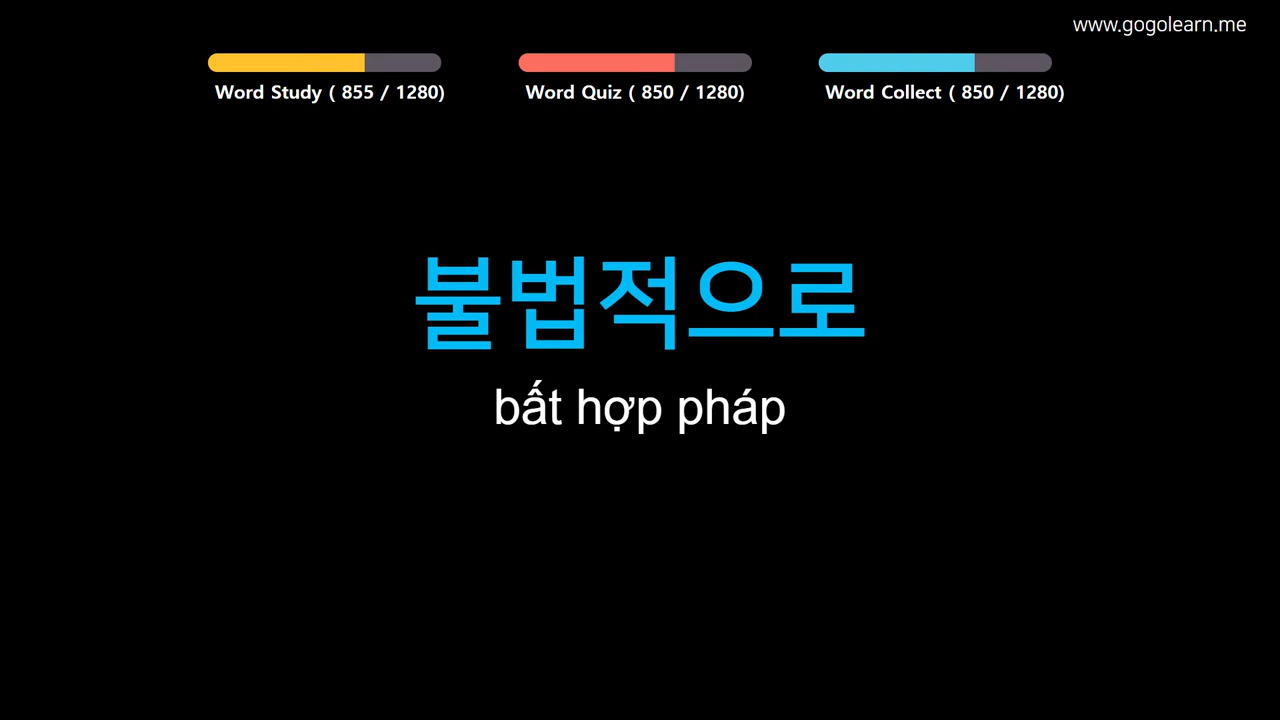 www.gogolearn.me
Word Study ( 855 / 1280)
Word Quiz ( 850 / 1280)
Word Collect ( 850 / 1280)
불법적으로
bất hợp pháp